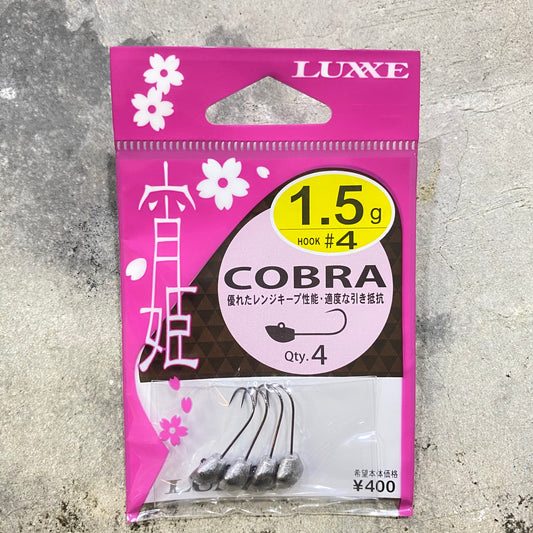 LUXXE
宵姫
1.5g
HOOK #4
COBRA
優れたレンジキープ性能・適度な引き抵抗
Qty. 4
希望本体価格
¥400